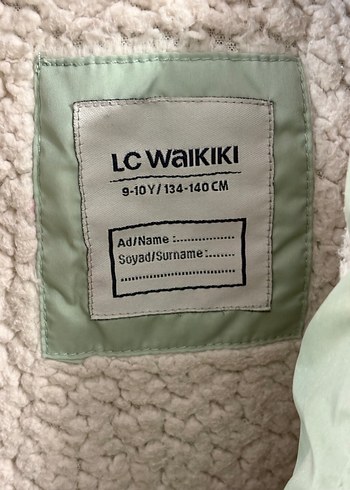 LC WAIKIKI
9-10 Y / 134-140 CM
Ad/Name :...............
Soyad/Surname:......
..............................